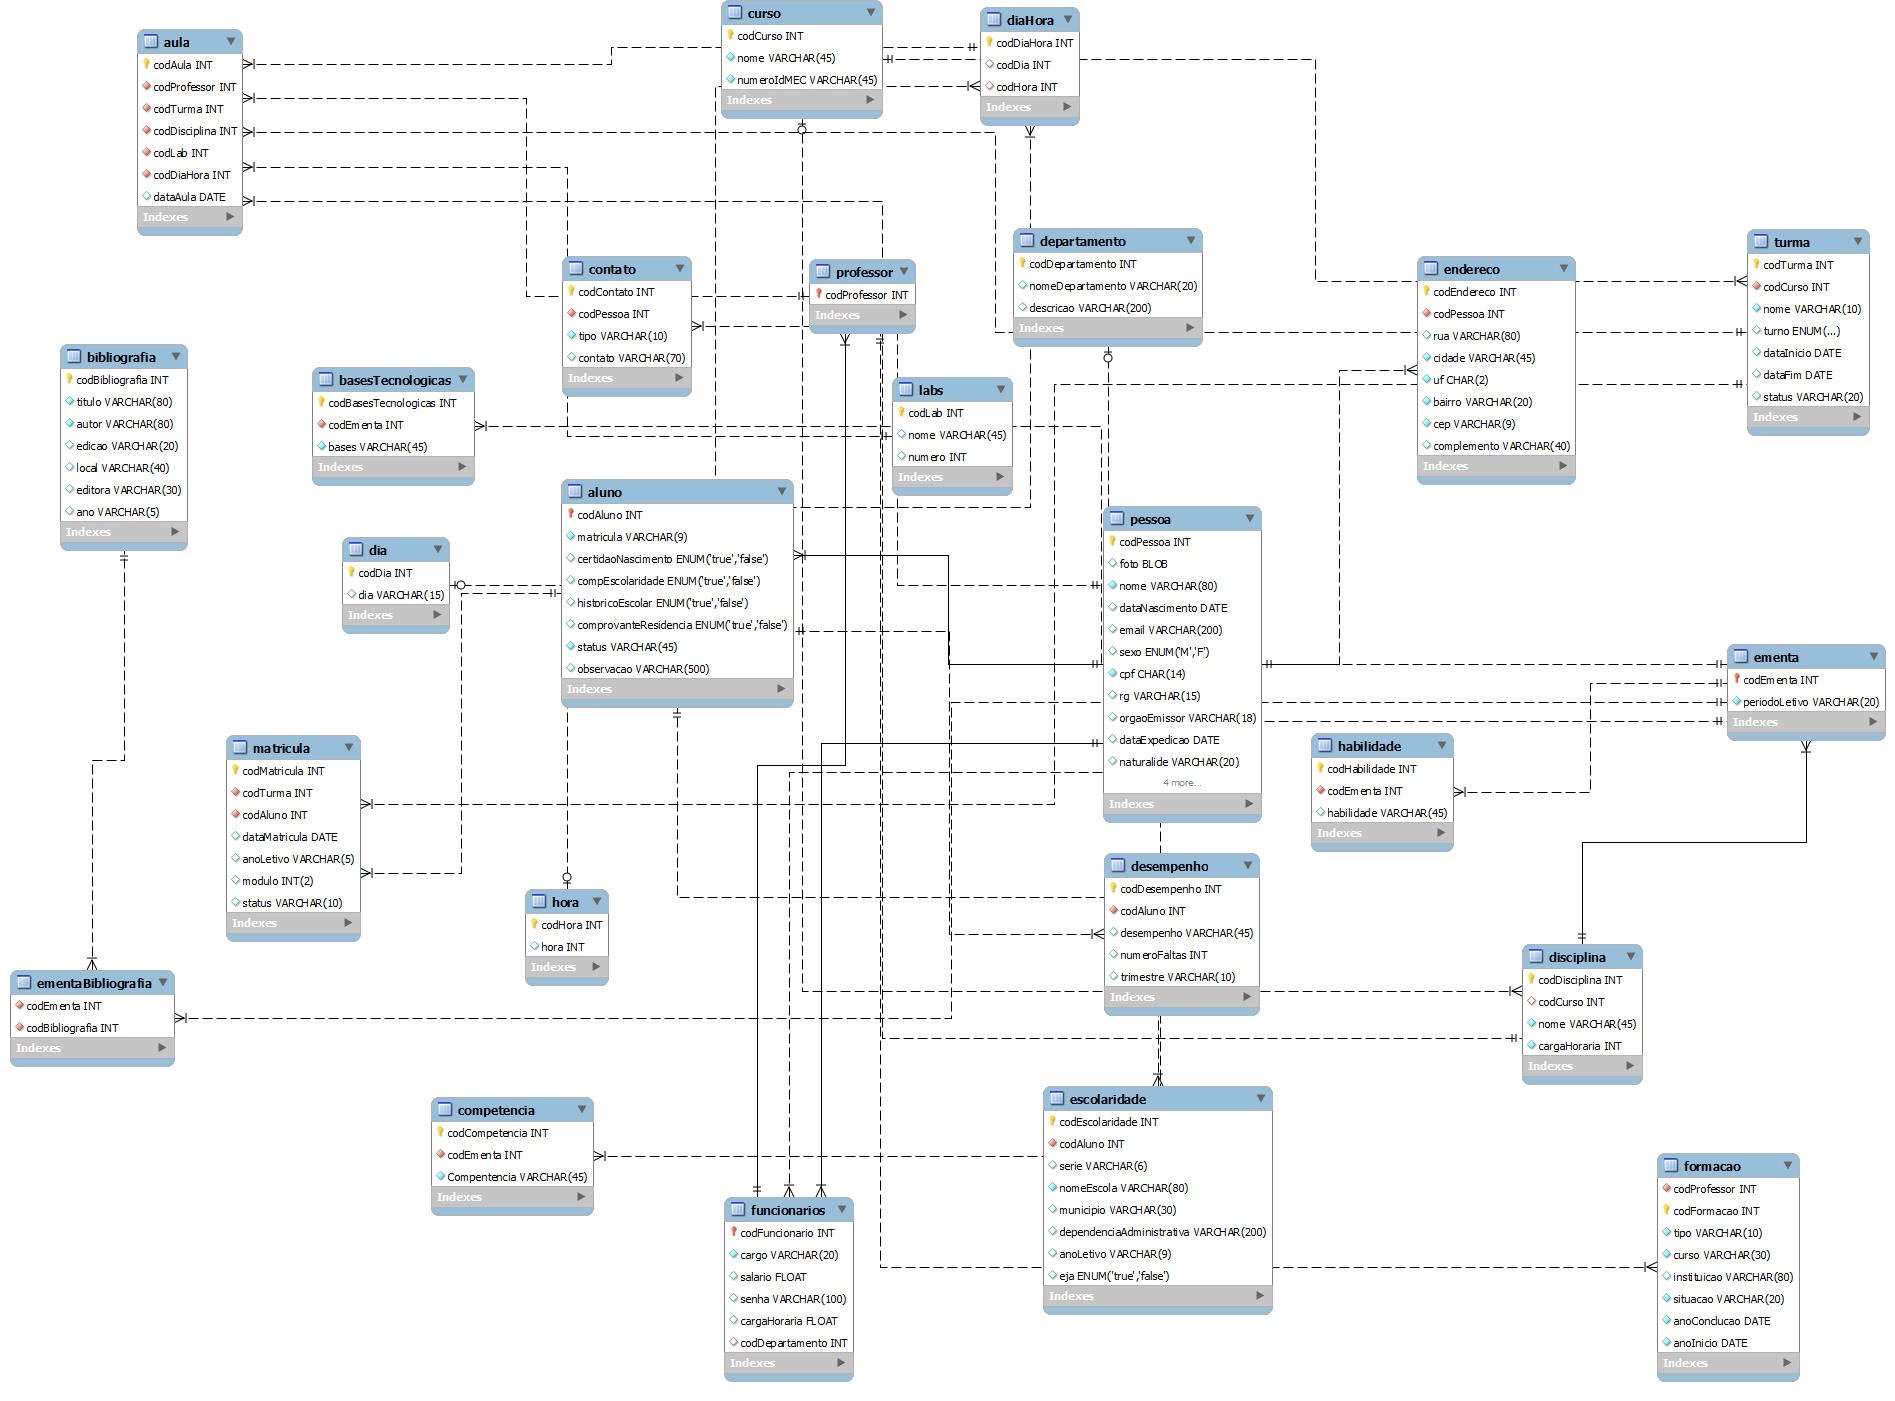 curso
codCurso INT
nome VARCHAR(45)
numeroIdMEC VARCHAR(45)
Indexes
diaHora
codDiaHora INT
codDia INT
codHora INT
Indexes
aula
codAula INT
codProfessor INT
codTurma INT
codDisciplina INT
codLab INT
codDiaHora INT
dataAula DATE
Indexes
contato
codContato INT
codPessoa INT
tipo VARCHAR(10)
contato VARCHAR(70)
Indexes
professor
codProfessor INT
Indexes
departamento
codDepartamento INT
nomeDepartamento VARCHAR(20)
descricao VARCHAR(200)
Indexes
endereco
codEndereco INT
codPessoa INT
rua VARCHAR(80)
cidade VARCHAR(45)
uf CHAR(2)
bairro VARCHAR(20)
cep VARCHAR(9)
complemento VARCHAR(40)
Indexes
turma
codTurma INT
codCurso INT
nome VARCHAR(10)
turno ENUM(...)
dataInicio DATE
dataFim DATE
status VARCHAR(20)
Indexes
bibliografia
codBibliografia INT
titulo VARCHAR(80)
autor VARCHAR(80)
edicao VARCHAR(20)
local VARCHAR(40)
editora VARCHAR(30)
ano VARCHAR(5)
Indexes
basesTecnologicas
codBasesTecnologicas INT
codEmenta INT
bases VARCHAR(45)
Indexes
labs
codLab INT
nome VARCHAR(45)
numero INT
Indexes
aluno
codAluno INT
matricula VARCHAR(9)
certidaoNascimento ENUM('true','false')
compEscolaridade ENUM('true','false')
historicoEscolar ENUM('true','false')
comprovanteResidencia ENUM('true','false')
status VARCHAR(45)
observacao VARCHAR(500)
Indexes
pessoa
codPessoa INT
foto BLOB
nome VARCHAR(80)
dataNascimento DATE
email VARCHAR(200)
sexo ENUM('M','F')
cpf CHAR(14)
rg VARCHAR(15)
orgaoEmissor VARCHAR(18)
dataExpedicao DATE
naturalide VARCHAR(20)
4 more...
Indexes
dia
codDia INT
dia VARCHAR(15)
Indexes
ementa
codEmenta INT
periodoLetivo VARCHAR(20)
Indexes
matricula
codMatricula INT
codTurma INT
codAluno INT
dataMatricula DATE
anoLetivo VARCHAR(5)
modulo INT(2)
status VARCHAR(10)
Indexes
habilidade
codHabilidade INT
codEmenta INT
habilidade VARCHAR(45)
Indexes
hora
codHora INT
hora INT
Indexes
desempenho
codDesempenho INT
codAluno INT
desempenho VARCHAR(45)
numeroFaltas INT
trimestre VARCHAR(10)
Indexes
disciplina
codDisciplina INT
codCurso INT
nome VARCHAR(45)
cargaHoraria INT
Indexes
ementaBibliografia
codEmenta INT
codBibliografia INT
Indexes
competencia
codCompetencia INT
codEmenta INT
Compentencia VARCHAR(45)
Indexes
escolaridade
codEscolaridade INT
codAluno INT
serie VARCHAR(6)
nomeEscola VARCHAR(80)
municipio VARCHAR(30)
dependenciaAdministrativa VARCHAR(200)
anoLetivo VARCHAR(9)
eja ENUM('true','false')
Indexes
funcionarios
codFuncionario INT
cargo VARCHAR(20)
salario FLOAT
senha VARCHAR(100)
cargaHoraria FLOAT
codDepartamento INT
Indexes
formacao
codProfessor INT
codFormacao INT
tipo VARCHAR(10)
curso VARCHAR(30)
instituicao VARCHAR(80)
situacao VARCHAR(20)
anoConclucao DATE
anoInicio DATE
Indexes